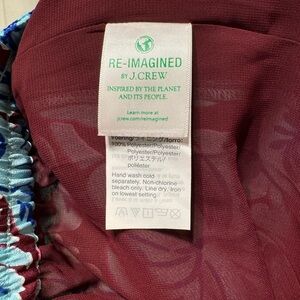 RE-IMAGINED
BY J.CREW
INSPIRED BY THE PLANET
AND ITS PEOPLE.
Learn more at
jcrew.com/reimagined
100% Polyester/Polyester/
Polyester/Polyester/
ポリエステル/
poliéster
Hand wash cold
separately. Non-chlorine
bleach only. Line dry. Iron
on lowest setting.